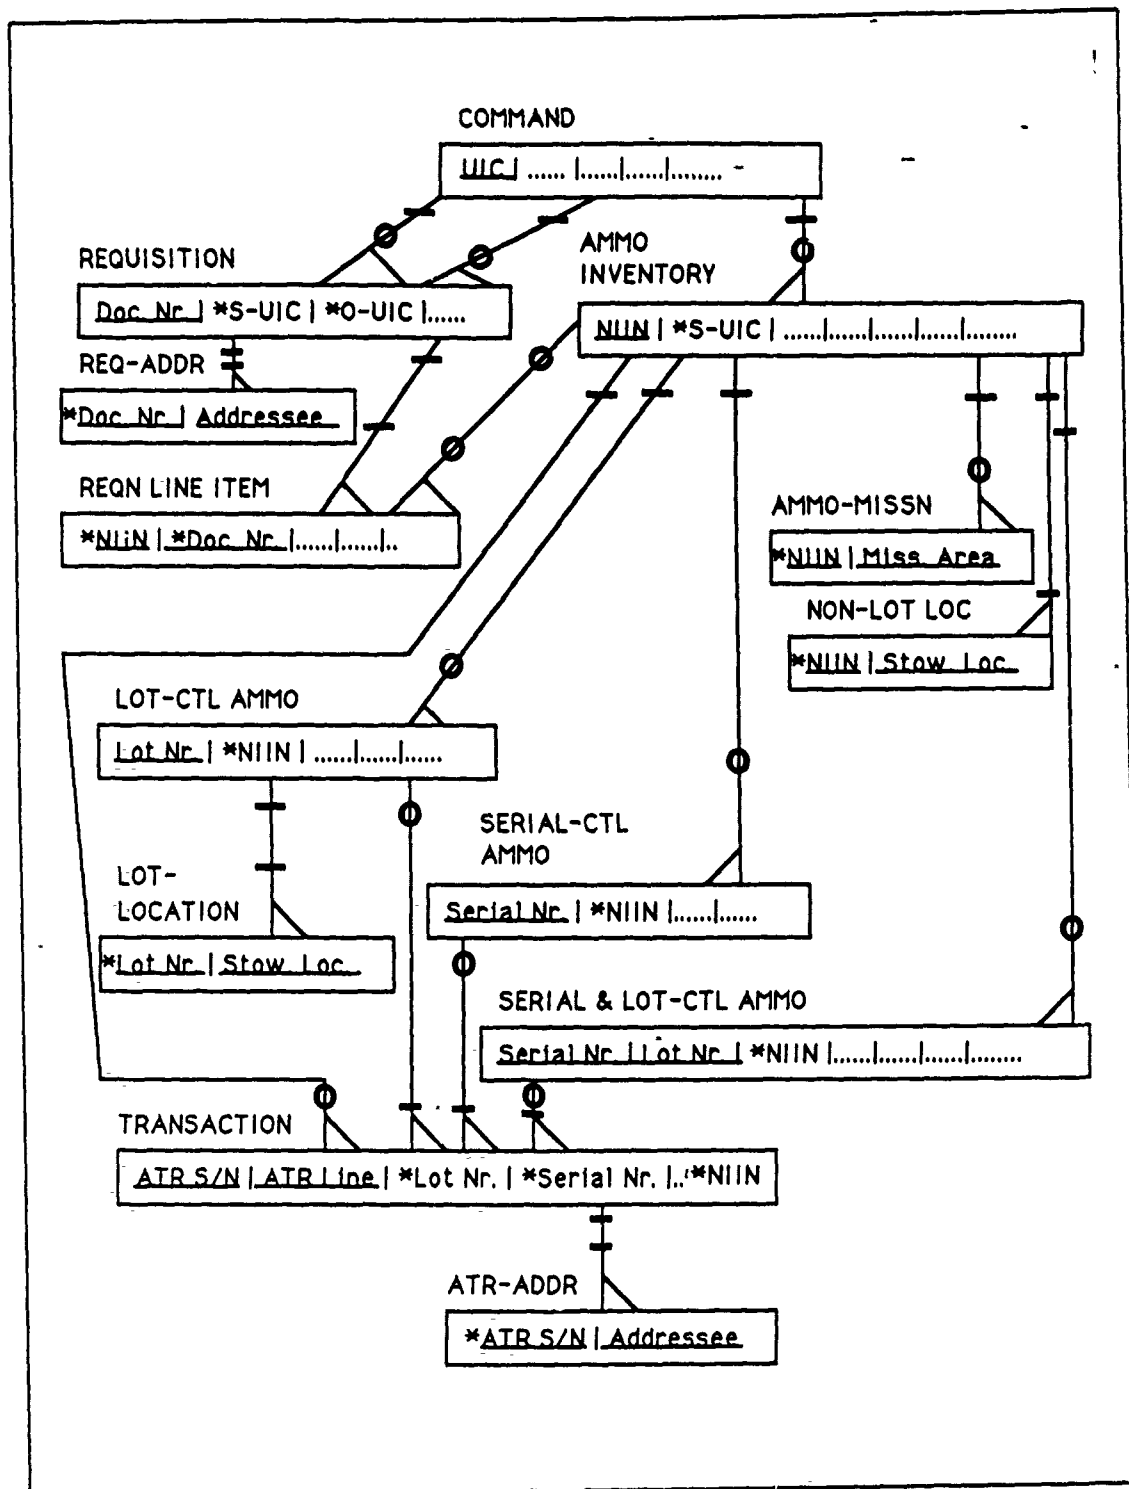 COMMAND
UIC | ...... |......|......|........
REQUISITION
Doc Nr | *S-UIC | *O-UIC |......
AMMO
INVENTORY
NIIN | *S-UIC | ......|......|......|......|........
REQ-ADDR
*Doc Nr | Addressee
REQN LINE ITEM
*NIIN | *Doc Nr |......|......|..
AMMO-MISSN
*NIIN | Miss Area
NON-LOT LOC
*NIIN | Stow Loc
LOT-CTL AMMO
Lot Nr | *NIIN | ......|......|......
SERIAL-CTL
AMMO
Serial Nr | *NIIN |......|......
LOT-
LOCATION
*Lot Nr | Stow Loc
SERIAL & LOT-CTL AMMO
Serial Nr | Lot Nr | *NIIN |......|......|......|........
TRANSACTION
ATR S/N | ATR Line | *Lot Nr. | *Serial Nr. |..*NIIN
ATR-ADDR
*ATR S/N | Addressee